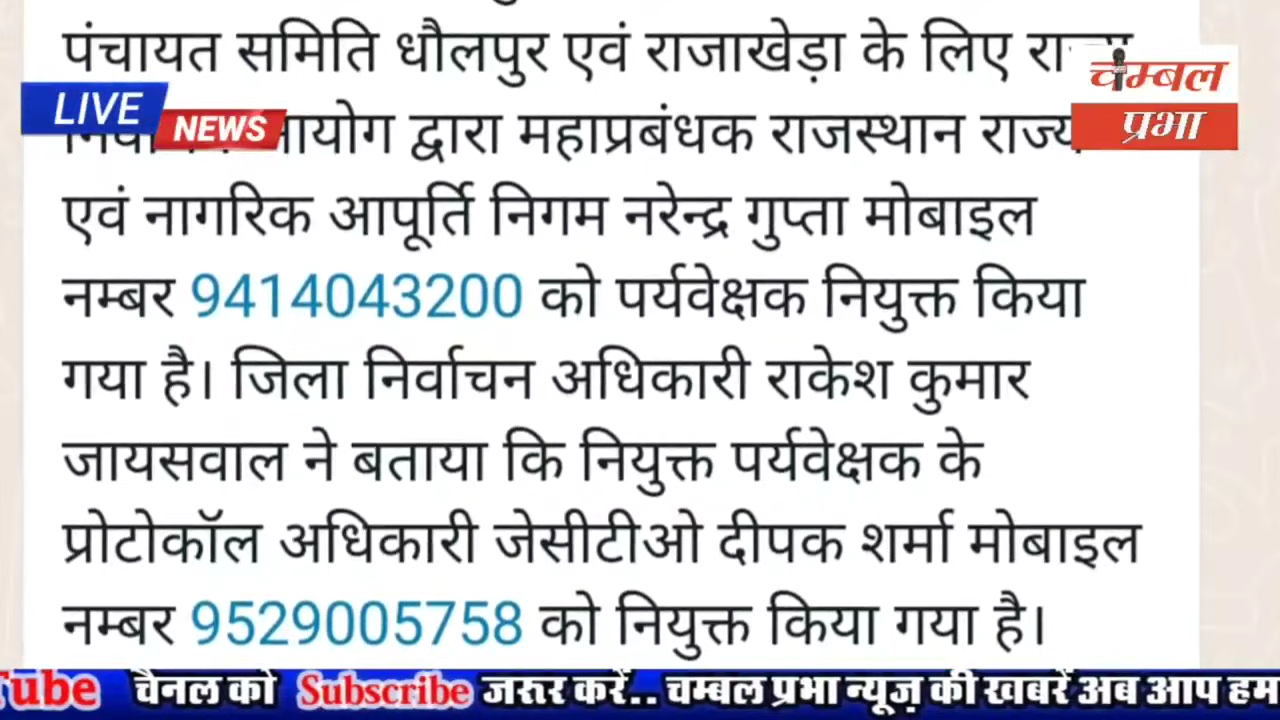 पंचायत समिति धौलपुर एवं राजाखेड़ा के लिए
चम्बल
प्रभा
LIVE
NEWS
द्वारा महाप्रबंधक राजस्थान राज्य
एवं नागरिक आपूर्ति निगम नरेन्द्र गुप्ता मोबाइल
नम्बर 9414043200 को पर्यवेक्षक नियुक्त किया
गया है। जिला निर्वाचन अधिकारी राकेश कुमार
जायसवाल ने बताया कि नियुक्त पर्यवेक्षक के
प्रोटोकॉल अधिकारी जेसीटीओ दीपक शर्मा मोबाइल
नम्बर 9529005758 को नियुक्त किया गया है।
Tube चैनल को Subscribe जरूर करें.. चम्बल प्रभा न्यूज़ की खबरें अब आप हम